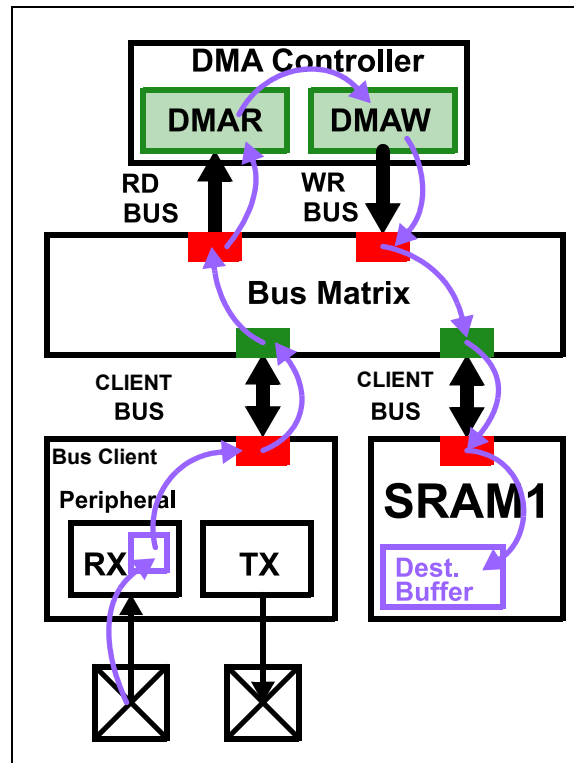 DMA Controller
DMAR
DMAW
RD
BUS
WR
BUS
Bus Matrix
CLIENT
BUS
CLIENT
BUS
Bus Client
Peripheral
RX
TX
SRAM1
Dest.
Buffer